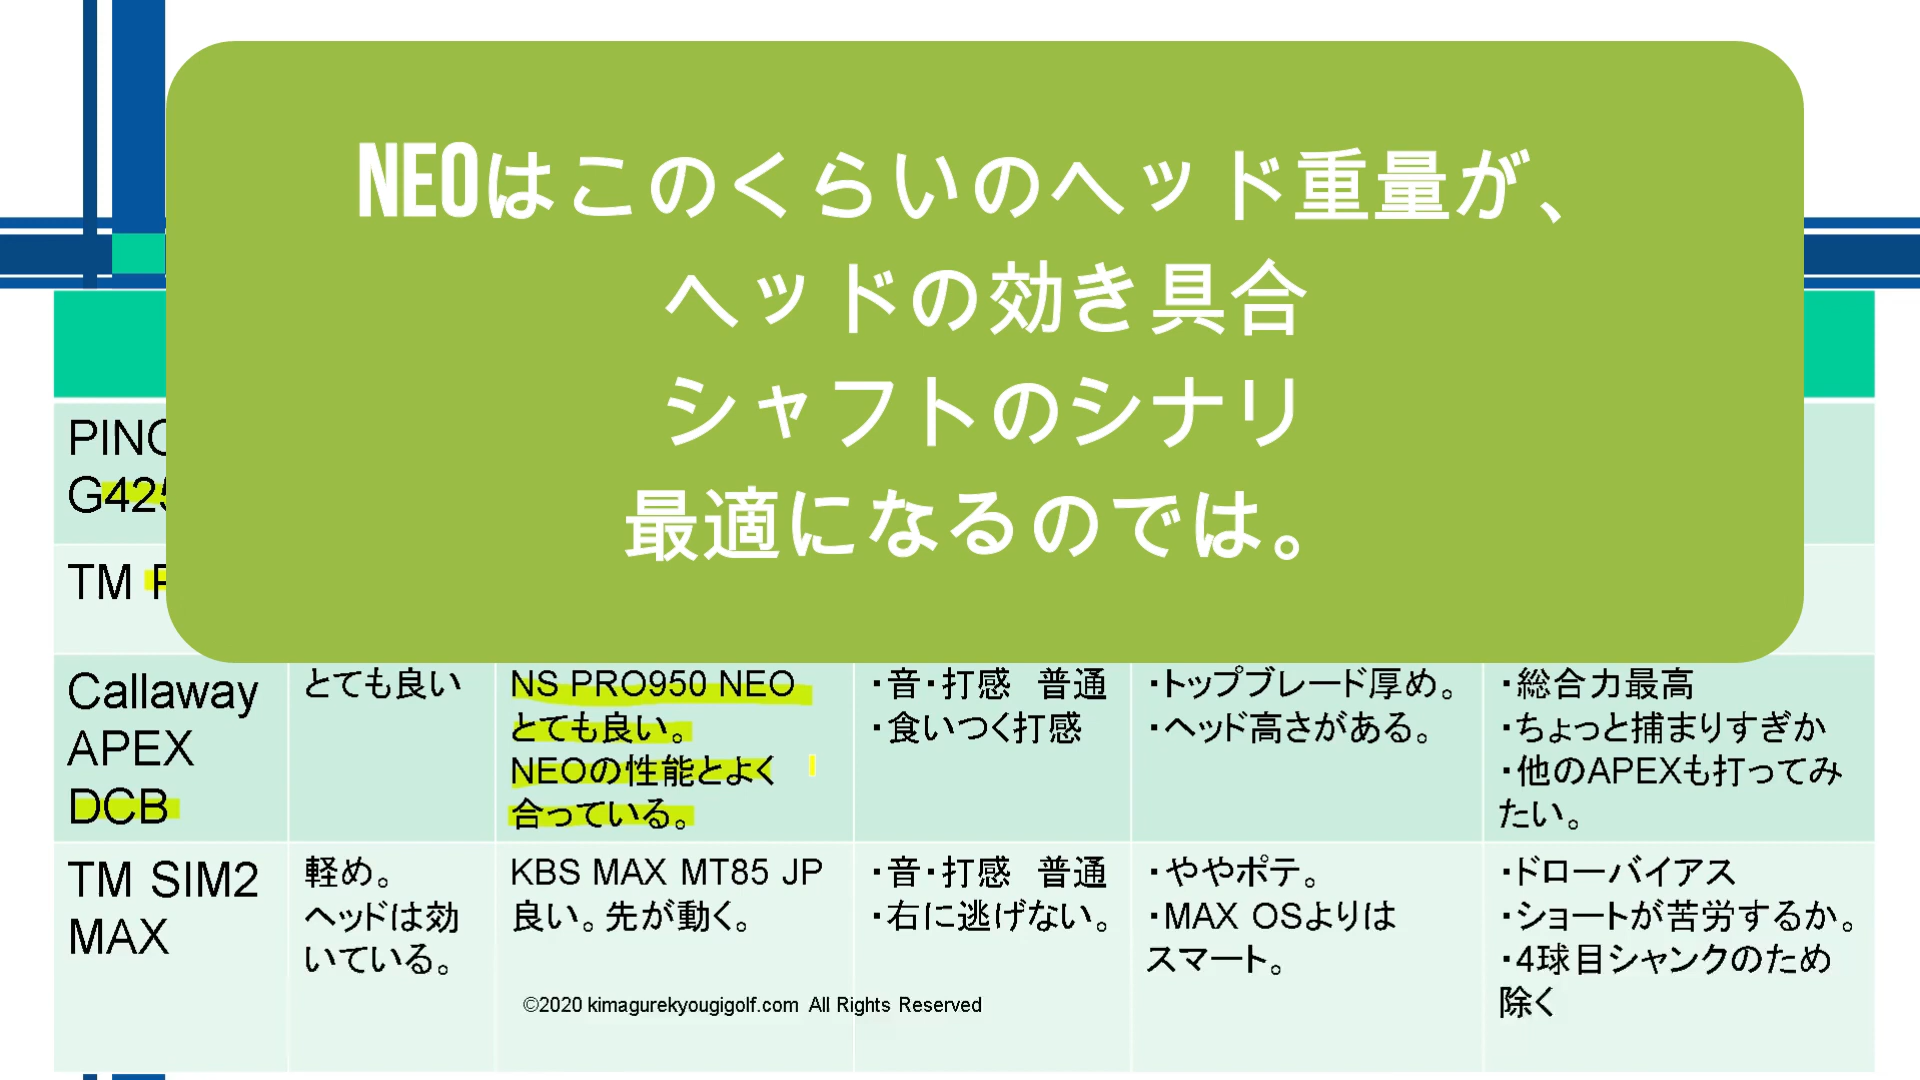 NEOはこのくらいのヘッド重量が、
ヘッドの効き具合
シャフトのシナリ
最適になるのでは。
G425
TM
Callaway
APEX
DCB
とても良い
NS PRO950 NEO
とても良い。
NEOの性能とよく
合っている。
・音・打感　普通
・食いつく打感
・トップブレード厚め。
・ヘッド高さがある。
・総合力最高
・ちょっと捕まりすぎか
・他のAPEXも打ってみ
たい。
TM SIM2
MAX
軽め。
ヘッドは効
いている。
KBS MAX MT85 JP
良い。先が動く。
・音・打感　普通
・右に逃げない。
・ややポテ。
・MAX OSよりは
スマート。
・ドローバイアス
・ショートが苦労するか。
・4球目シャンクのため
除く
©2020 kimagurekyougigolf.com All Rights Reserved